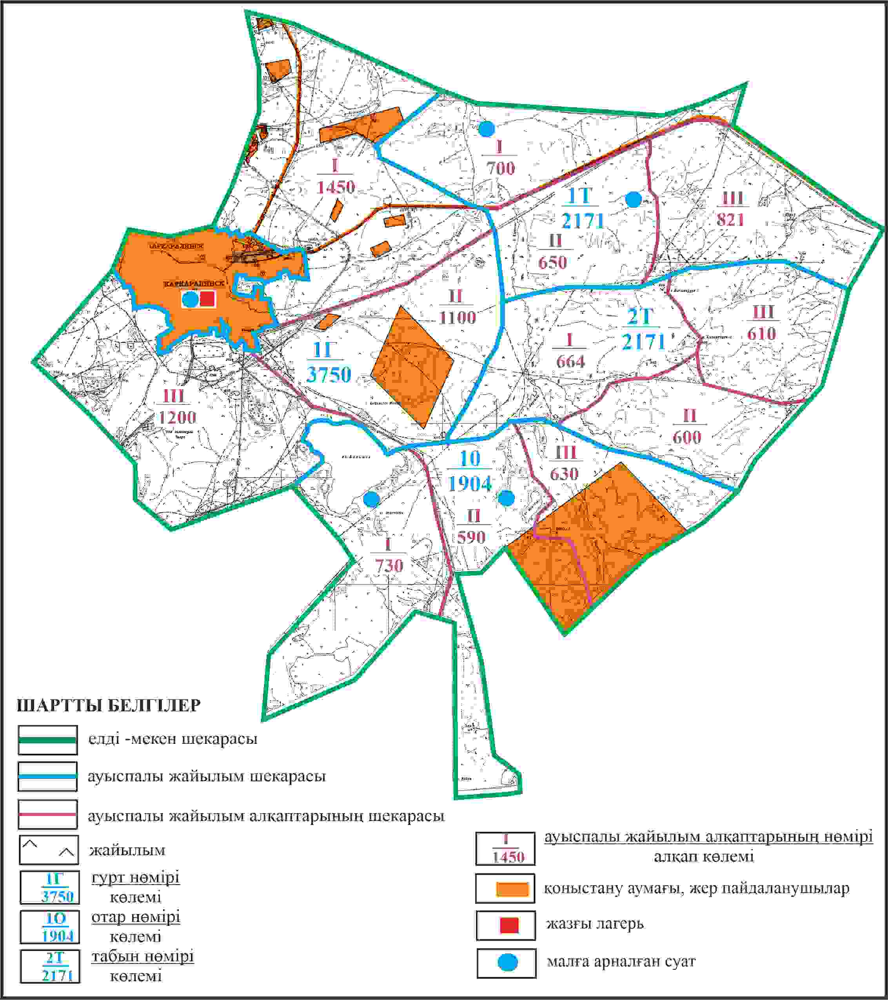 I
700
I
1450
1Т
2171
III
821
II
650
КАРКАРАЛИНСК
КАРКАРАЛИНСК
II
1100
2Т
2171
III
610
I
664
1Г
3750
III
1200
II
600
1О
1904
III
630
II
590
I
730
ШАРТТЫ БЕЛГІЛЕР
елді -мекен шекарасы
ауыспалы жайылым шекарасы
ауыспалы жайылым алқаптарының шекарасы
жайылым
1Г
3750
гурт нөмірі
көлемі
1О
1904
отар нөмірі
көлемі
2Т
2171
табын нөмірі
көлемі
I
1450
ауыспалы жайылым алқаптарының нөмірі
алқап көлемі
қоныстану аумағы, жер пайдаланушылар
жазғы лагерь
малға арналған суат